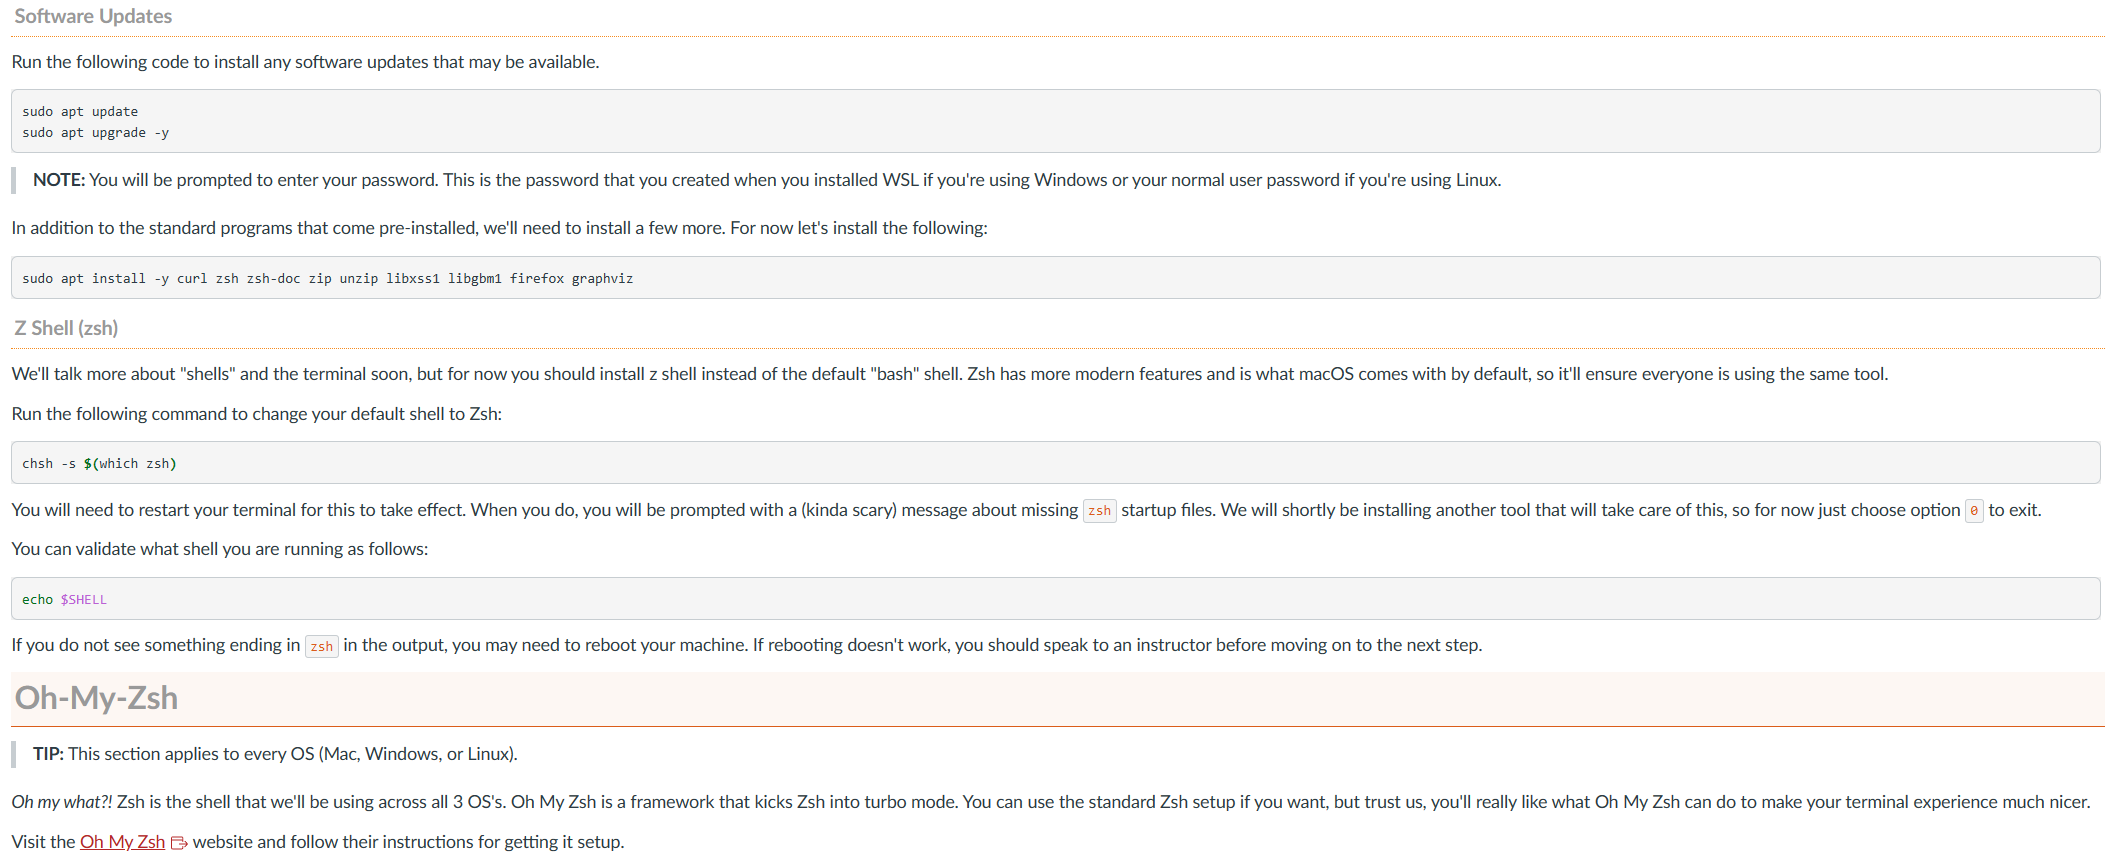 Software Updates
Run the following code to install any software updates that may be available.
sudo apt update
sudo apt upgrade -y
NOTE: You will be prompted to enter your password. This is the password that you created when you installed WSL if you're using Windows or your normal user password if you're using Linux.
In addition to the standard programs that come pre-installed, we'll need to install a few more. For now let's install the following:
sudo apt install -y curl zsh zsh-doc zip unzip libxss1 libgbm1 firefox graphviz
Z Shell (zsh)
We'll talk more about "shells" and the terminal soon, but for now you should install z shell instead of the default "bash" shell. Zsh has more modern features and is what macOS comes with by default, so it'll ensure everyone is using the same tool.
Run the following command to change your default shell to Zsh:
chsh -s $(which zsh)
You will need to restart your terminal for this to take effect. When you do, you will be prompted with a (kinda scary) message about missing zsh startup files. We will shortly be installing another tool that will take care of this, so for now just choose option 0 to exit.
You can validate what shell you are running as follows:
echo $SHELL
If you do not see something ending in zsh in the output, you may need to reboot your machine. If rebooting doesn't work, you should speak to an instructor before moving on to the next step.
Oh-My-Zsh
TIP: This section applies to every OS (Mac, Windows, or Linux).
Oh my what?! Zsh is the shell that we'll be using across all 3 OS's. Oh My Zsh is a framework that kicks Zsh into turbo mode. You can use the standard Zsh setup if you want, but trust us, you'll really like what Oh My Zsh can do to make your terminal experience much nicer.
Visit the Oh My Zsh website and follow their instructions for getting it setup.